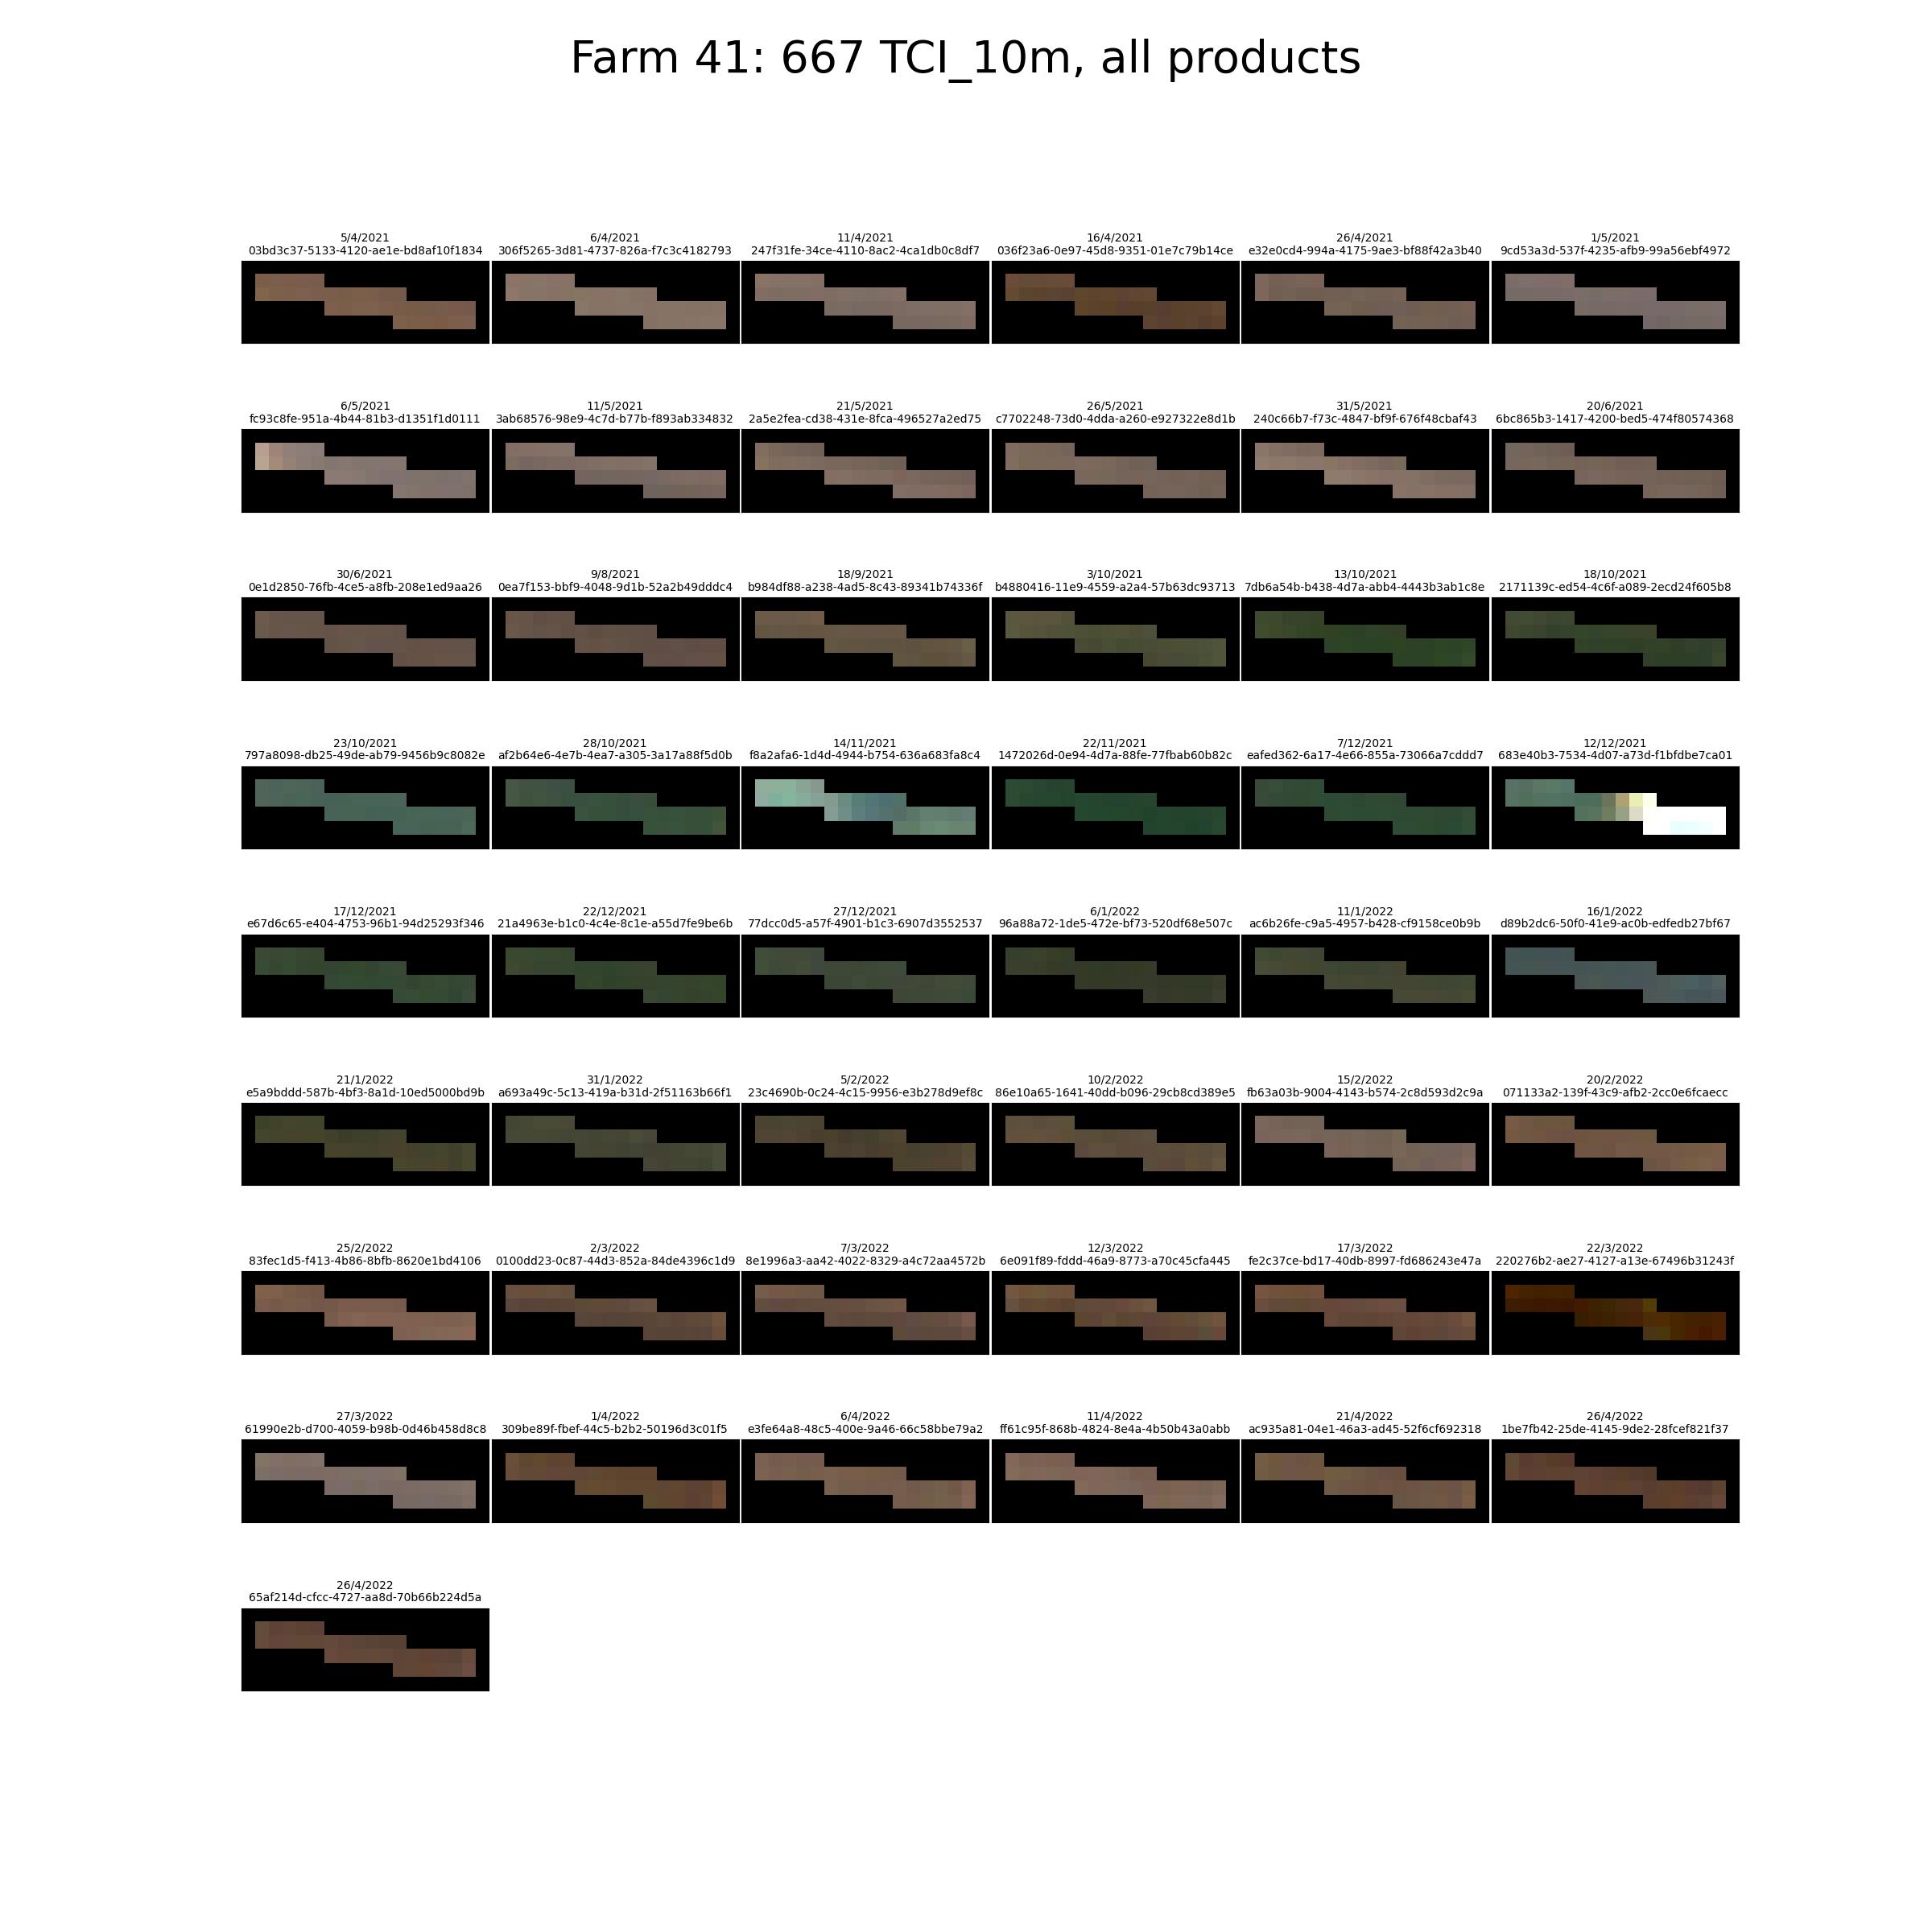 Farm 41: 667 TCI_10m, all products
5/4/2021
03bd3c37-5133-4120-ae1e-bd8af10f1834
6/4/2021
306f5265-3d81-4737-826a-f7c3c4182793
11/4/2021
247f31fe-34ce-4110-8ac2-4ca1db0c8df7
16/4/2021
036f23a6-0e97-45d8-9351-01e7c79b14ce
26/4/2021
e32e0cd4-994a-4175-9ae3-bf88f42a3b40
1/5/2021
9cd53a3d-537f-4235-afb9-99a56ebf4972
6/5/2021
fc93c8fe-951a-4b44-81b3-d1351f1d0111
11/5/2021
3ab68576-98e9-4c7d-b77b-f893ab334832
21/5/2021
2a5e2fea-cd38-431e-8fca-496527a2ed75
26/5/2021
c7702248-73d0-4dda-a260-e927322e8d1b
31/5/2021
240c66b7-f73c-4847-bf9f-676f48cbaf43
20/6/2021
6bc865b3-1417-4200-bed5-474f80574368
30/6/2021
0e1d2850-76fb-4ce5-a8fb-208e1ed9aa26
9/8/2021
0ea7f153-bbf9-4048-9d1b-52a2b49dddc4
18/9/2021
b984df88-a238-4ad5-8c43-89341b74336f
3/10/2021
b4880416-11e9-4559-a2a4-57b63dc93713
13/10/2021
7db6a54b-b438-4d7a-abb4-4443b3ab1c8e
18/10/2021
2171139c-ed54-4c6f-a089-2ecd24f605b8
23/10/2021
797a8098-db25-49de-ab79-9456b9c8082e
28/10/2021
af2b64e6-4e7b-4ea7-a305-3a17a88f5d0b
14/11/2021
f8a2afa6-1d4d-4944-b754-636a683fa8c4
22/11/2021
1472026d-0e94-4d7a-88fe-77fbab60b82c
7/12/2021
eafed362-6a17-4e66-855a-73066a7cddd7
12/12/2021
683e40b3-7534-4d07-a73d-f1bfdbe7ca01
17/12/2021
e67d6c65-e404-4753-96b1-94d25293f346
22/12/2021
21a4963e-b1c0-4c4e-8c1e-a55d7fe9be6b
27/12/2021
77dcc0d5-a57f-4901-b1c3-6907d3552537
6/1/2022
96a88a72-1de5-472e-bf73-520df68e507c
11/1/2022
ac6b26fe-c9a5-4957-b428-cf9158ce0b9b
16/1/2022
d89b2dc6-50f0-41e9-ac0b-edfedb27bf67
21/1/2022
e5a9bddd-587b-4bf3-8a1d-10ed5000bd9b
31/1/2022
a693a49c-5c13-419a-b31d-2f51163b66f1
5/2/2022
23c4690b-0c24-4c15-9956-e3b278d9ef8c
10/2/2022
86e10a65-1641-40dd-b096-29cb8cd389e5
15/2/2022
fb63a03b-9004-4143-b574-2c8d593d2c9a
20/2/2022
071133a2-139f-43c9-afb2-2cc0e6fcaecc
25/2/2022
83fec1d5-f413-4b86-8bfb-8620e1bd4106
2/3/2022
0100dd23-0c87-44d3-852a-84de4396c1d9
7/3/2022
8e1996a3-aa42-4022-8329-a4c72aa4572b
12/3/2022
6e091f89-fddd-46a9-8773-a70c45cfa445
17/3/2022
fe2c37ce-bd17-40db-8997-fd686243e47a
22/3/2022
220276b2-ae27-4127-a13e-67496b31243f
27/3/2022
61990e2b-d700-4059-b98b-0d46b458d8c8
1/4/2022
309be89f-fbef-44c5-b2b2-50196d3c01f5
6/4/2022
e3fe64a8-48c5-400e-9a46-66c58bbe79a2
11/4/2022
ff61c95f-868b-4824-8e4a-4b50b43a0abb
21/4/2022
ac935a81-04e1-46a3-ad45-52f6cf692318
26/4/2022
1be7fb42-25de-4145-9de2-28fcef821f37
26/4/2022
65af214d-cfcc-4727-aa8d-70b66b224d5a